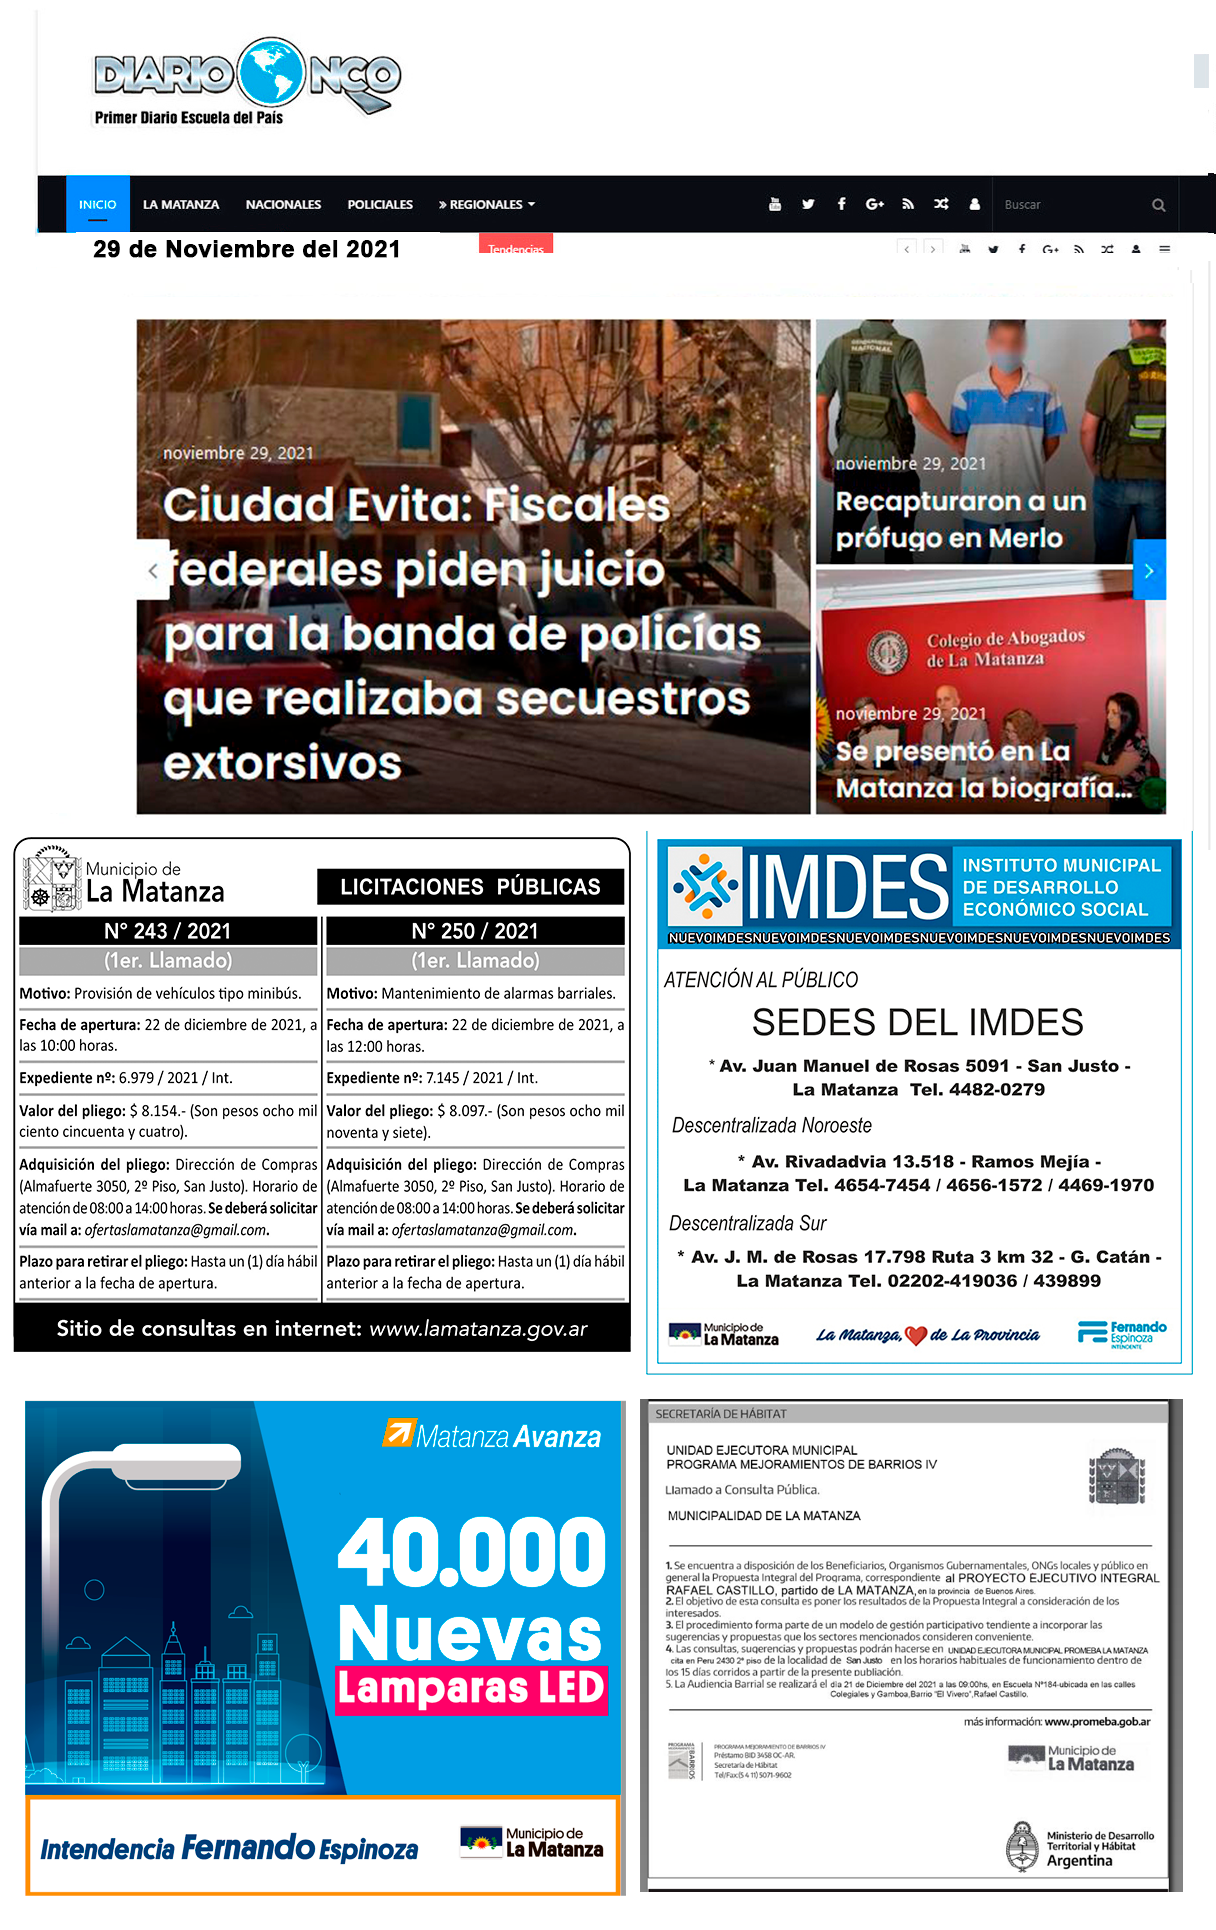 DIARIO NCO
Primer Diario Escuela del País
INICIO
LA MATANZA
NACIONALES
POLICIALES
» REGIONALES
Buscar
29 de Noviembre del 2021
Tendencias
noviembre 29, 2021
Ciudad Evita: Fiscales
federales piden juicio
para la banda de policías
que realizaba secuestros
extorsivos
GENDARMERIA
NACIONAL
noviembre 29, 2021
Recapturaron a un
prófugo en Merlo
Colegio de Abogados
de La Matanza
noviembre 29, 2021
Se presentó en La
Matanza la biografía...
Municipio de
La Matanza
LICITACIONES PÚBLICAS
N° 243 / 2021
(1er. Llamado)
Motivo: Provisión de vehículos tipo minibús.
Fecha de apertura: 22 de diciembre de 2021, a
las 10:00 horas.
Expediente nº: 6.979 / 2021 / Int.
Valor del pliego: $ 8.154.- (Son pesos ocho mil
ciento cincuenta y cuatro).
Adquisición del pliego: Dirección de Compras
(Almafuerte 3050, 2º Piso, San Justo). Horario de
atención de 08:00 a 14:00 horas. Se deberá solicitar
vía mail a: ofertaslamatanza@gmail.com.
Plazo para retirar el pliego: Hasta un (1) día hábil
anterior a la fecha de apertura.
N° 250 / 2021
(1er. Llamado)
Motivo: Mantenimiento de alarmas barriales.
Fecha de apertura: 22 de diciembre de 2021, a
las 12:00 horas.
Expediente nº: 7.145 / 2021 / Int.
Valor del pliego: $ 8.097.- (Son pesos ocho mil
noventa y siete).
Adquisición del pliego: Dirección de Compras
(Almafuerte 3050, 2º Piso, San Justo). Horario de
atención de 08:00 a 14:00 horas. Se deberá solicitar
vía mail a: ofertaslamatanza@gmail.com.
Plazo para retirar el pliego: Hasta un (1) día hábil
anterior a la fecha de apertura.
Sitio de consultas en internet: www.lamatanza.gov.ar
IMDES
INSTITUTO MUNICIPAL
DE DESARROLLO
ECONÓMICO SOCIAL
NUEVOIMDESNUEVOIMDESNUEVOIMDESNUEVOIMDESNUEVOIMDESNUEVOIMDES
ATENCIÓN AL PÚBLICO
SEDES DEL IMDES
* Av. Juan Manuel de Rosas 5091 - San Justo -
La Matanza Tel. 4482-0279
Descentralizada Noroeste
* Av. Rivadadvia 13.518 - Ramos Mejía -
La Matanza Tel. 4654-7454 / 4656-1572 / 4469-1970
Descentralizada Sur
* Av. J. M. de Rosas 17.798 Ruta 3 km 32 - G. Catán -
La Matanza Tel. 02202-419036 / 439899
Municipio de
La Matanza
La Matanza, de La Provincia
Fernando
Espinoza
INTENDENTE
Matanza Avanza
40.000
Nuevas
Lamparas LED
Intendencia Fernando Espinoza
Municipio de
La Matanza
SECRETARÍA DE HÁBITAT
UNIDAD EJECUTORA MUNICIPAL
PROGRAMA MEJORAMIENTOS DE BARRIOS IV
Llamado a Consulta Pública.
MUNICIPALIDAD DE LA MATANZA
1. Se encuentra a disposición de los Beneficiarios, Organismos Gubernamentales, ONGs locales y público en
general la Propuesta Integral del Programa, correspondiente al PROYECTO EJECUTIVO INTEGRAL
RAFAEL CASTILLO, partido de LA MATANZA, en la provincia de Buenos Aires.
2. El objetivo de esta consulta es poner los resultados de la Propuesta Integral a consideración de los
interesados.
3. El procedimiento forma parte de un modelo de gestión participativo tendiente a incorporar las
sugerencias y propuestas que los sectores mencionados consideren conveniente.
4. Las consultas, sugerencias y propuestas podrán hacerse en UNIDAD EJECUTORA MUNICIPAL PROMEBA LA MATANZA
cita en Peru 2430 2° piso de la localidad de San Justo en los horarios habituales de funcionamiento dentro de
los 15 días corridos a partir de la presente publiación.
5. La Audiencia Barrial se realizará el día 21 de Diciembre del 2021 a las 09:00hs, en Escuela N°184-ubicada en las calles
Colegiales y Gamboa,Barrio "El Vivero",Rafael Castillo.
más información: www.promeba.gob.ar
PROGRAMA MEJORAMIENTO DE BARRIOS IV
Préstamo BID 3458 OC-AR,
Secretaría de Hábitat
Tel/Fax:(5 4 11) 5071-9602
Municipio de
La Matanza
Ministerio de Desarrollo
Territorial y Hábitat
Argentina